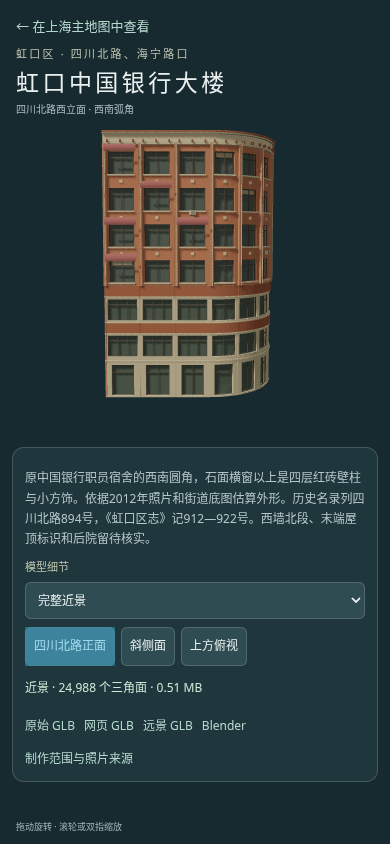 ← 在上海主地图中查看
虹口区 · 四川北路、海宁路口
虹口中国银行大楼
四川北路西立面 · 西南弧角
原中国银行职员宿舍的西南圆角，石面横窗以上是四层红砖壁柱
与小方饰。依据2012年照片和街道底图估算外形。历史名录列四
川北路894号，《虹口区志》记912—922号。西墙北段、末端屋
顶标识和后院留待核实。
模型细节
完整近景
四川北路正面 斜侧面 上方俯视
近景 · 24,988 个三角面 · 0.51 MB
原始 GLB 网页 GLB 远景 GLB Blender
制作范围与照片来源
拖动旋转 · 滚轮或双指缩放